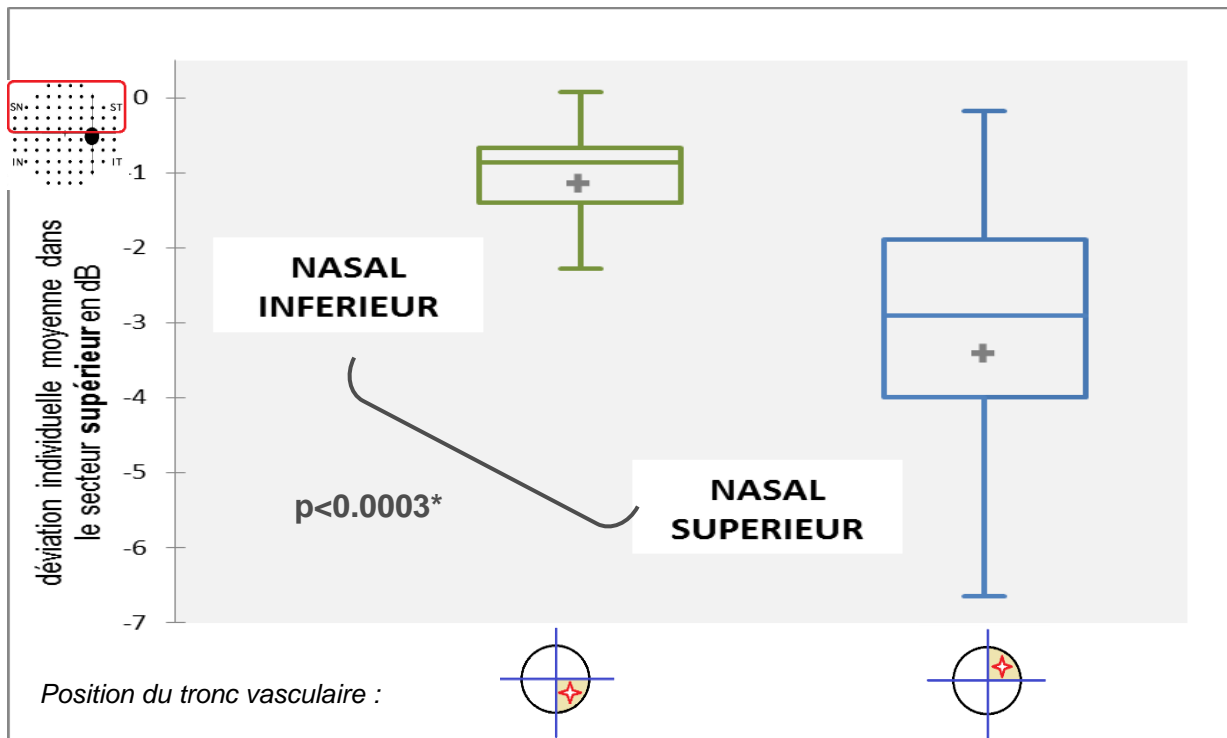 SN
ST
IN
IT
déviation individuelle moyenne dans
le secteur supérieur en dB
0
-1
-2
-3
-4
-5
-6
-7
NASAL
INFERIEUR
p<0.0003*
NASAL
SUPERIEUR
Position du tronc vasculaire :